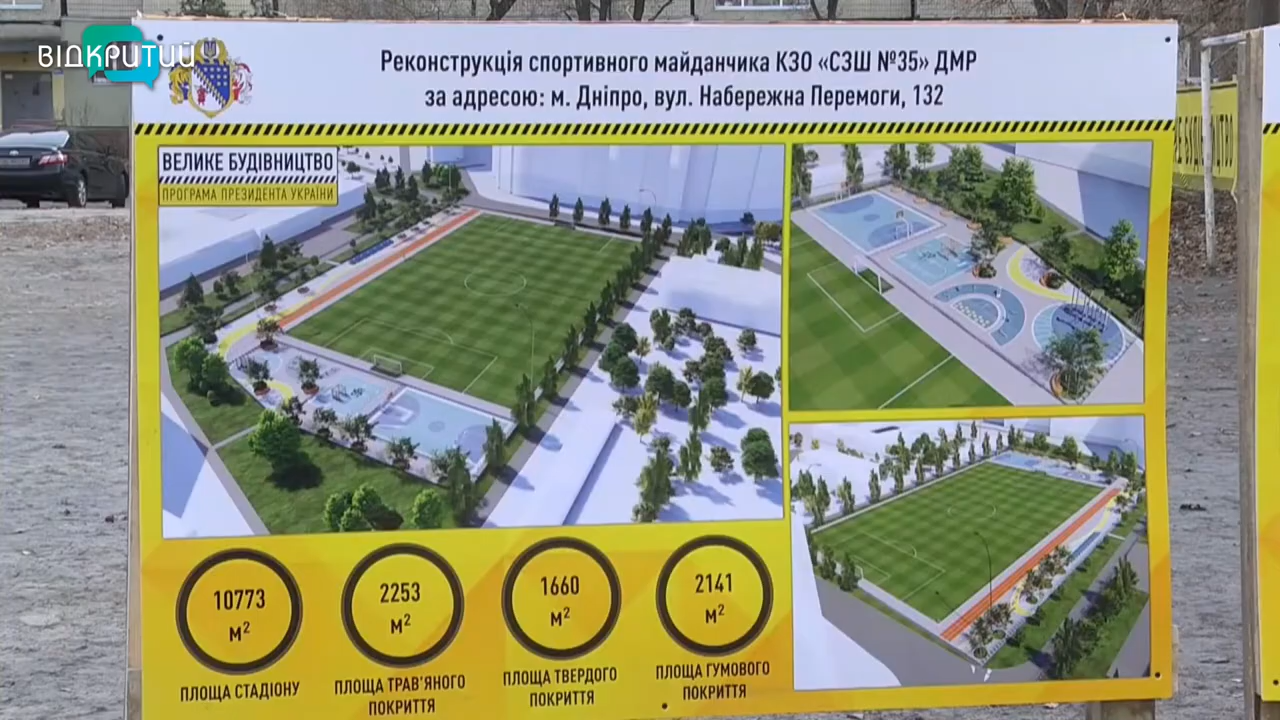 ВІДКРИТИЙ
Реконструкція спортивного майданчика КЗО «СЗШ №35» ДМР
за адресою: м. Дніпро, вул. Набережна Перемоги, 132
ВЕЛИКЕ БУДІВНИЦТВО
ПРОГРАМА ПРЕЗИДЕНТА УКРАЇНИ
10773
м²
ПЛОЩА СТАДІОНУ
2253
м²
ПЛОЩА ТРАВ'ЯНОГО
ПОКРИТТЯ
1660
м²
ПЛОЩА ТВЕРДОГО
ПОКРИТТЯ
2141
м²
ПЛОЩА ГУМОВОГО
ПОКРИТТЯ